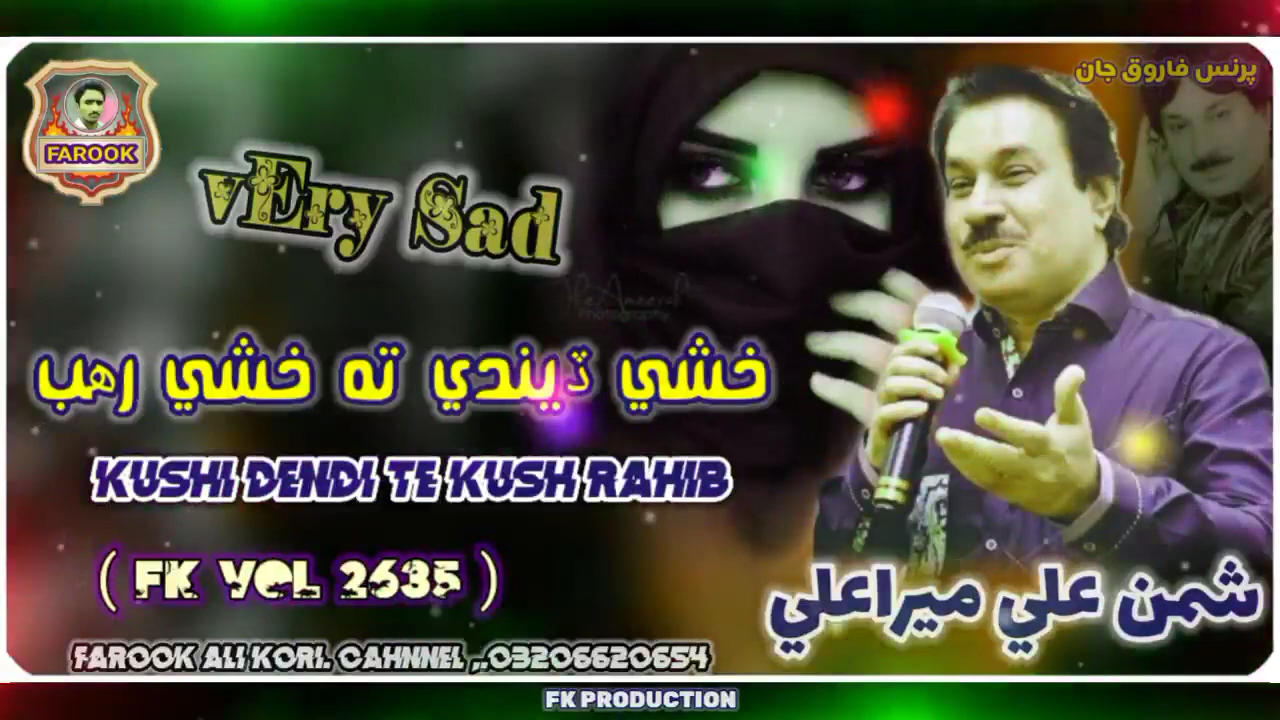 پرنس فاروق جان
FAROOK
vEry Sad
Photography
خشي ڏيندي ته خشي رهب
KUSHI DENDI TE KUSH RAHIB
( FK VOL 2635 )
شمن علي ميراعلي
FAROOK ALI KORI. CAHNNEL ,.03206620654
FK PRODUCTION